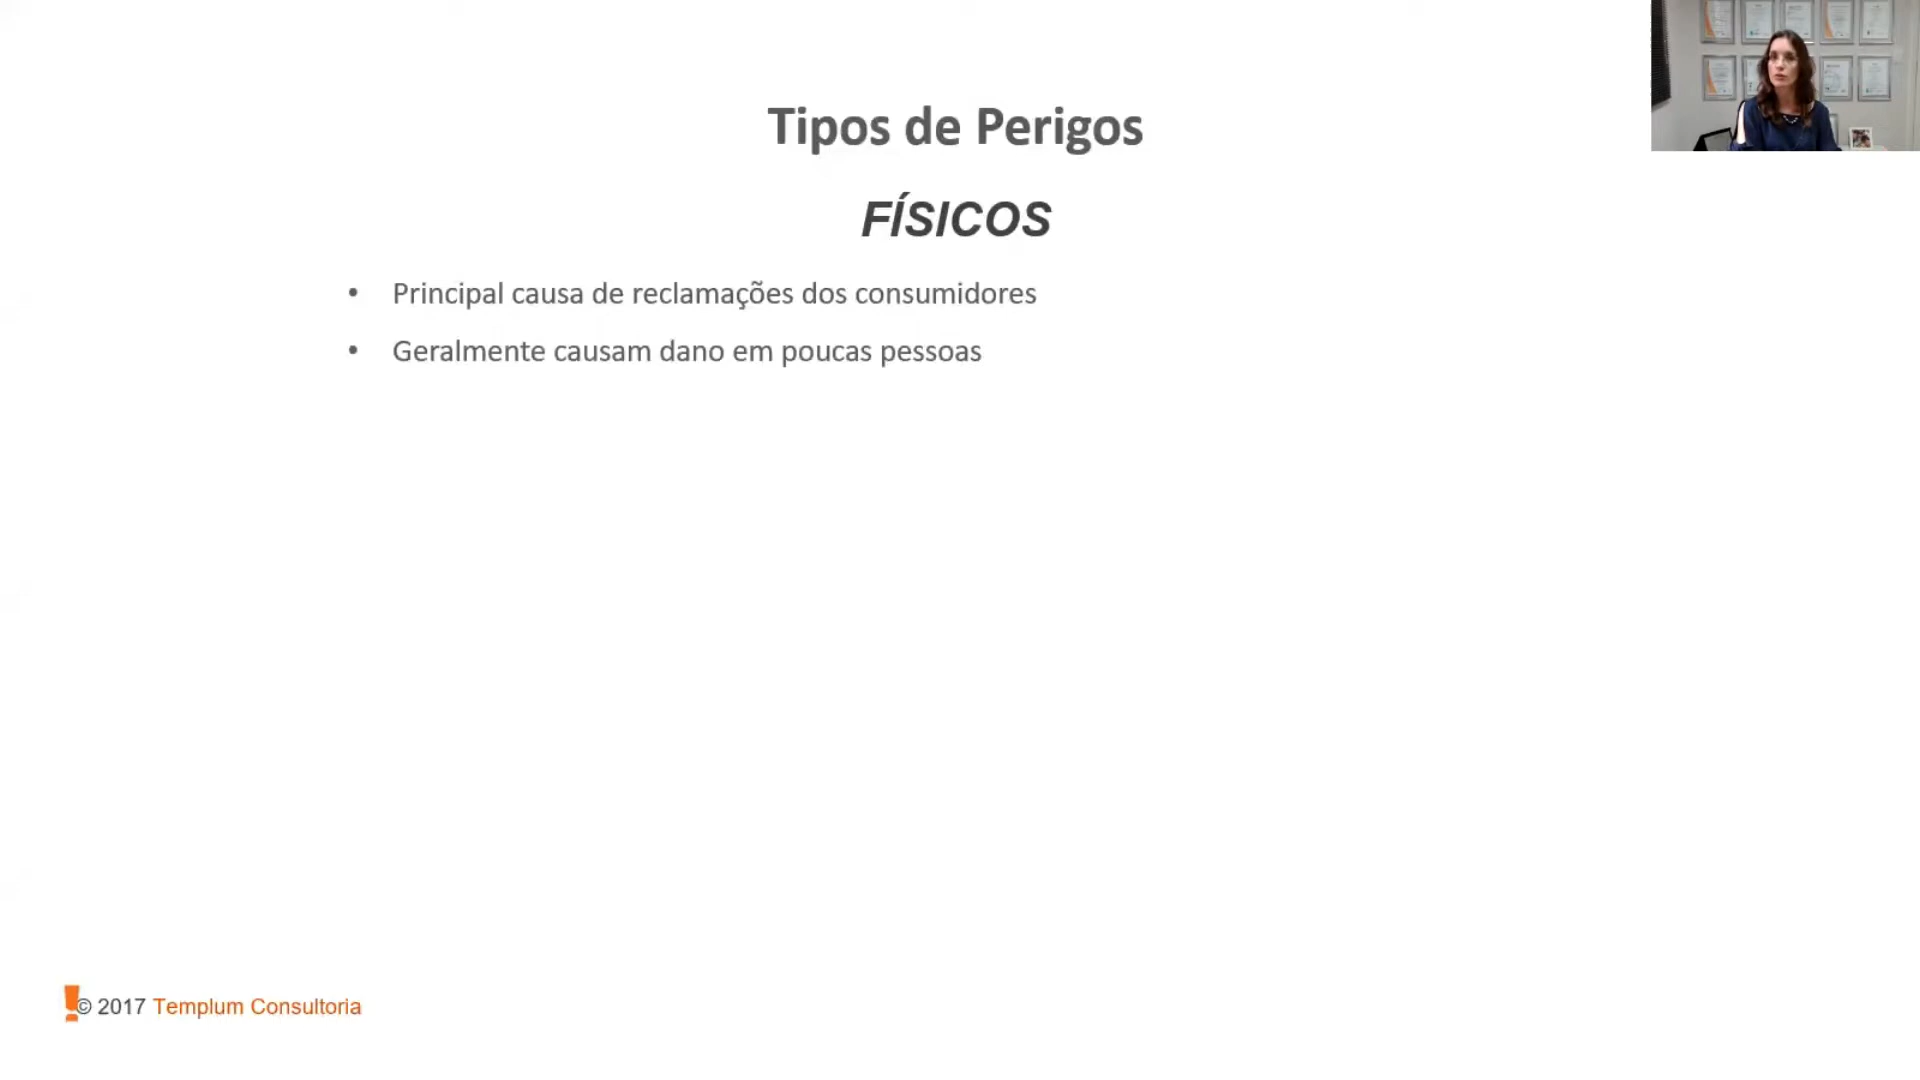 Tipos de Perigos
FÍSICOS
• Principal causa de reclamações dos consumidores
• Geralmente causam dano em poucas pessoas
© 2017 Templum Consultoria